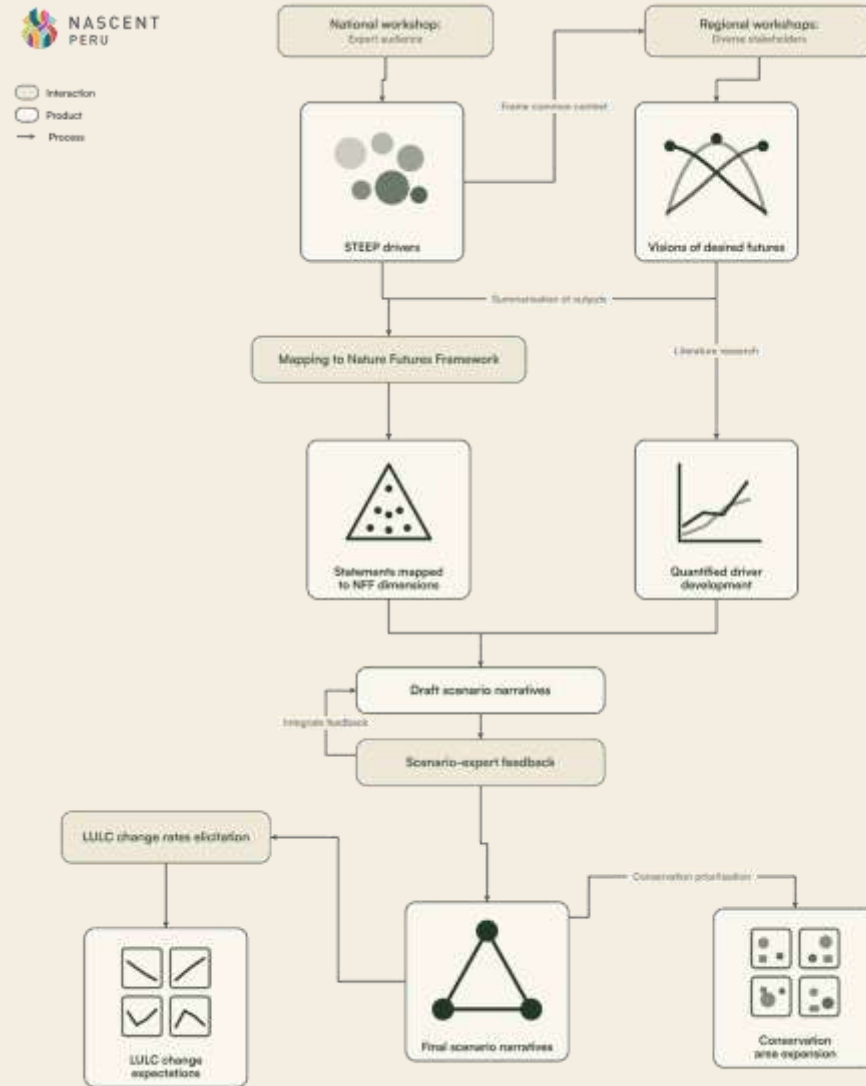 NASCENT
PERU
Interaction
Product
Process
National workshop:
Expert audience
Regional workshops:
Diverse stakeholders
Frame common context
STEEP drivers
Visions of desired futures
Summarisation of outputs
Mapping to Nature Futures Framework
Literature research
Statements mapped
to NFF dimensions
Quantified driver
development
Draft scenario narratives
Integrate feedback
Scenario-expert feedback
LULC change rates elicitation
Conservation prioritisation
LULC change
expectations
Final scenario narratives
Conservation
area expansion